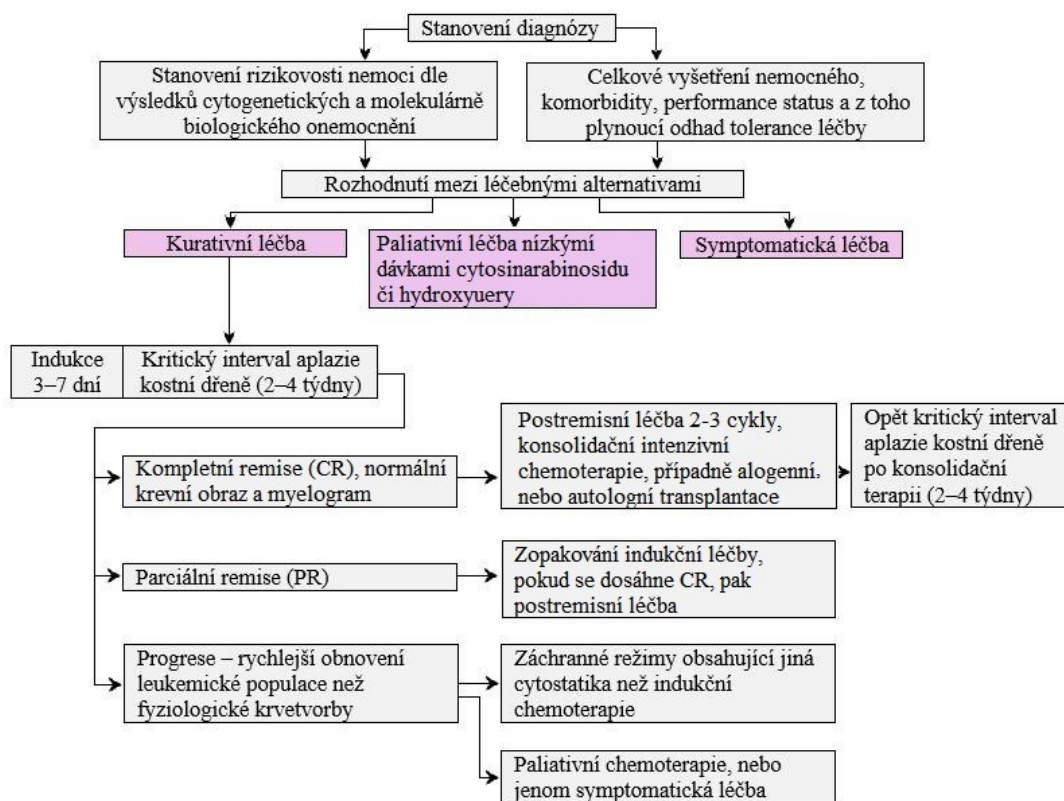 Stanovení diagnózy
Stanovení rizikovosti nemoci dle
výsledků cytogenetických a molekulárně
biologického onemocnění
Celkové vyšetření nemocného,
komorbidity, performance status a z toho
plynoucí odhad tolerance léčby
Rozhodnutí mezi léčebnými alternativami
Kurativní léčba
Paliativní léčba nízkými
dávkami cytosinarabinosidu
či hydroxyuery
Symptomatická léčba
Indukce
3–7 dní
Kritický interval aplazie
kostní dřeně (2–4 týdny)
Kompletní remise (CR), normální
krevní obraz a myelogram
Postremisní léčba 2-3 cykly,
konsolidační intenzivní
chemoterapie, případně alogenní
nebo autologní transplantace
Opět kritický interval
aplazie kostní dřeně
po konsolidační
terapii (2–4 týdny)
Parciální remise (PR)
Zopakování indukční léčby,
pokud se dosáhne CR, pak
postremisní léčba
Progrese – rychlejší obnovení
leukemické populace než
fyziologické krvetvorby
Záchranné režimy obsahující jiná
cytostatika než indukční
chemoterapie
Paliativní chemoterapie, nebo
jenom symptomatická léčba